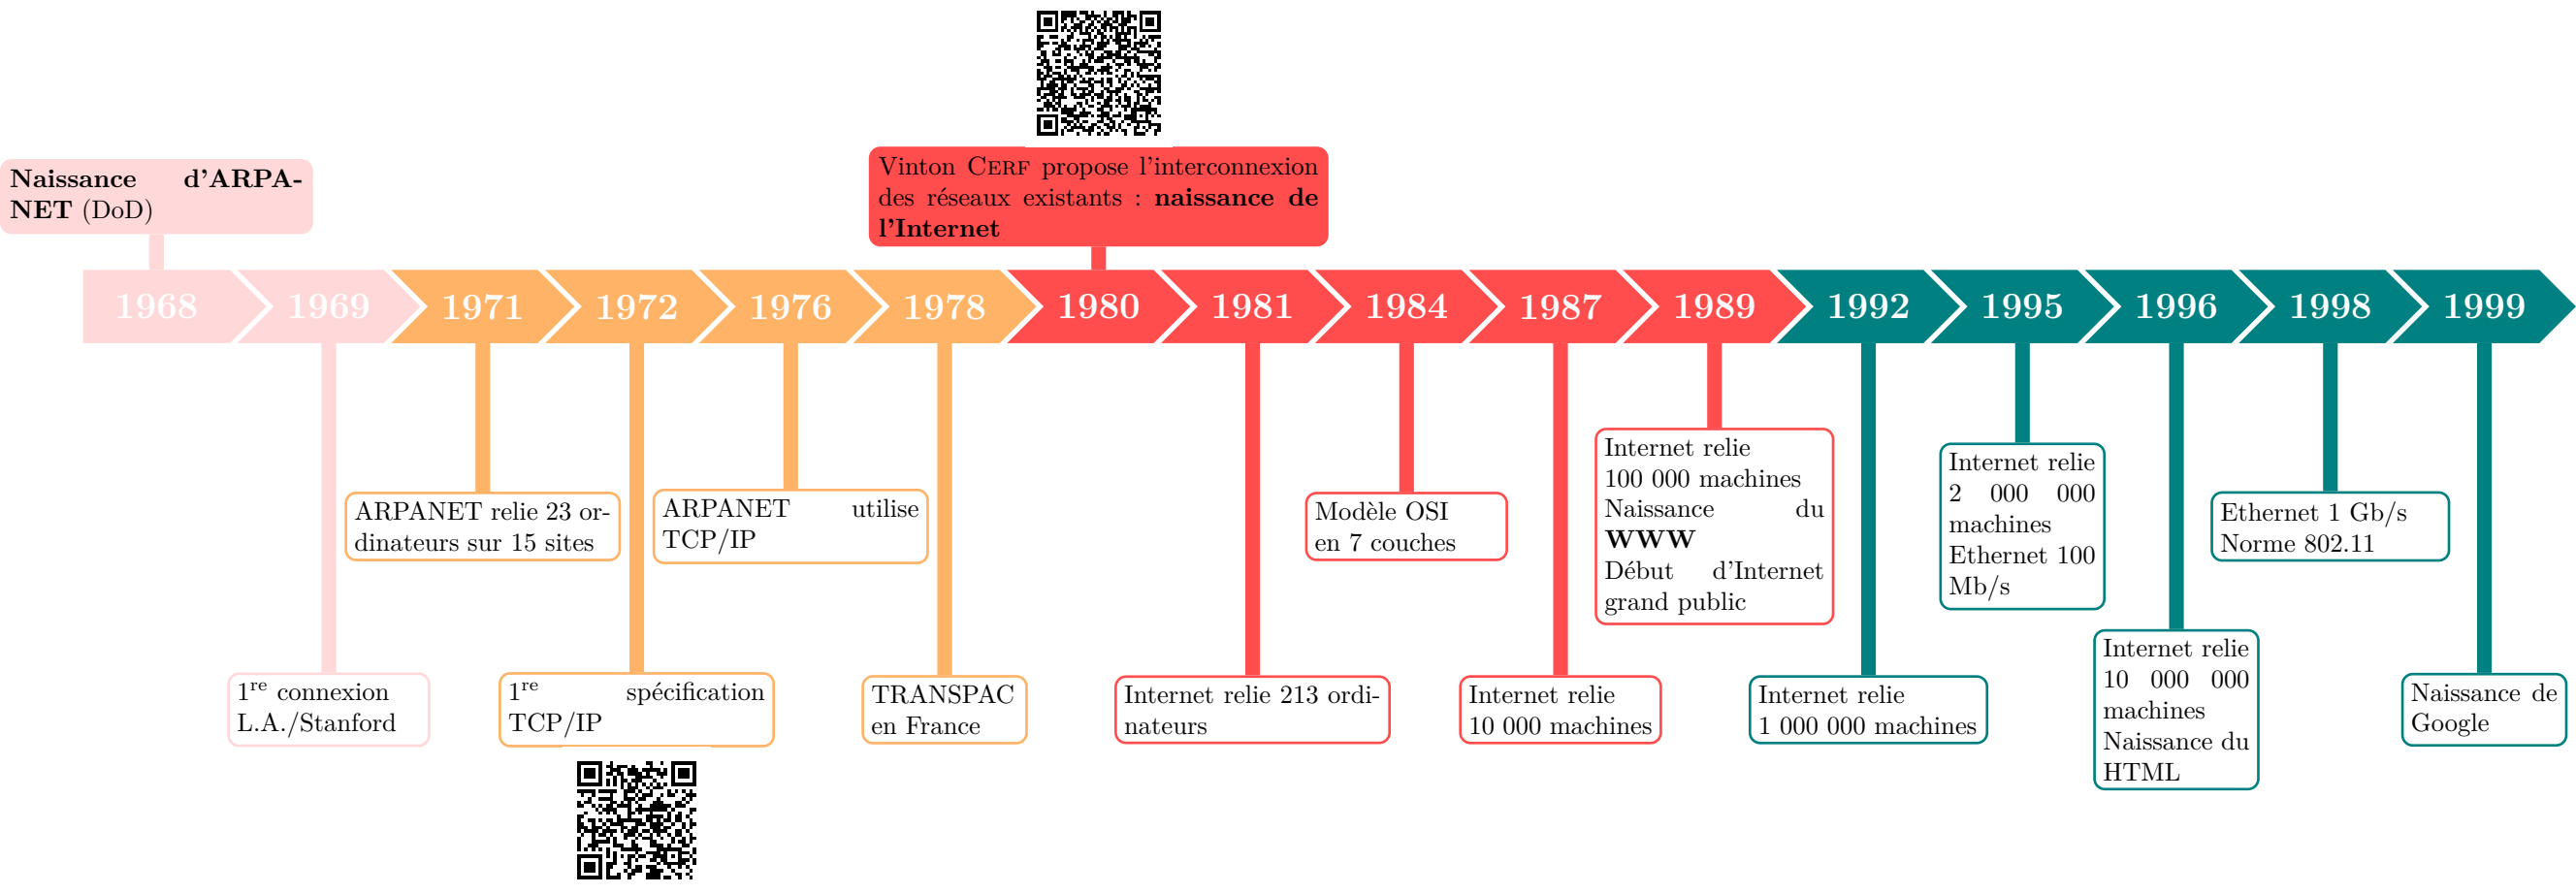 Naissance d'ARPA-
NET (DoD)
Vinton CERF propose l'interconnexion
des réseaux existants : naissance de
l'Internet
1968 1969 1971 1972 1976 1978 1980 1981 1984 1987 1989 1992 1995 1996 1998 1999
1re connexion
L.A./Stanford
ARPANET relie 23 or-
dinateurs sur 15 sites
1re spécification
TCP/IP
ARPANET utilise
TCP/IP
TRANSPAC
en France
Internet relie 213 ordi-
nateurs
Modèle OSI
en 7 couches
Internet relie
10 000 machines
Internet relie
100 000 machines
Naissance du
WWW
Début d'Internet
grand public
Internet relie
1 000 000 machines
Internet relie
2 000 000
machines
Ethernet 100
Mb/s
Internet relie
10 000 000
machines
Naissance du
HTML
Ethernet 1 Gb/s
Norme 802.11
Naissance de
Google